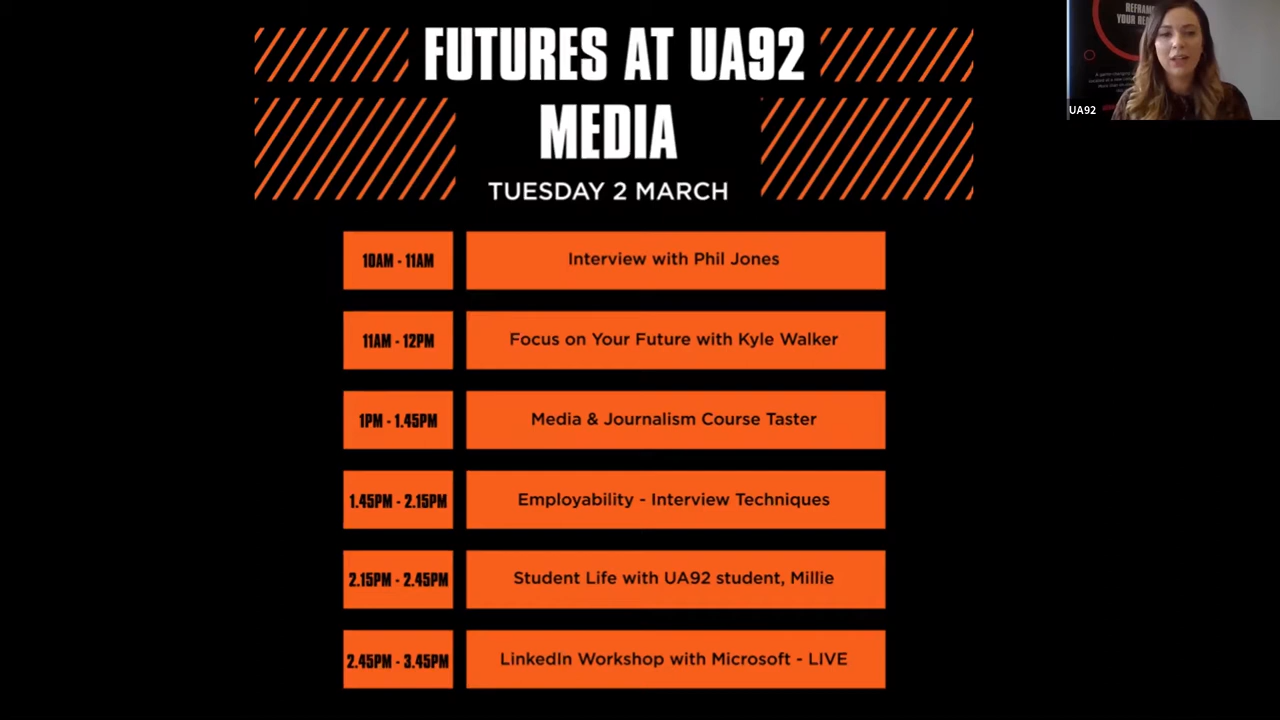 FUTURES AT UA92
MEDIA
TUESDAY 2 MARCH
10AM - 11AM
Interview with Phil Jones
11AM - 12PM
Focus on Your Future with Kyle Walker
1PM - 1.45PM
Media & Journalism Course Taster
1.45PM - 2.15PM
Employability - Interview Techniques
2.15PM - 2.45PM
Student Life with UA92 student, Millie
2.45PM - 3.45PM
LinkedIn Workshop with Microsoft - LIVE
YOUR
UA92